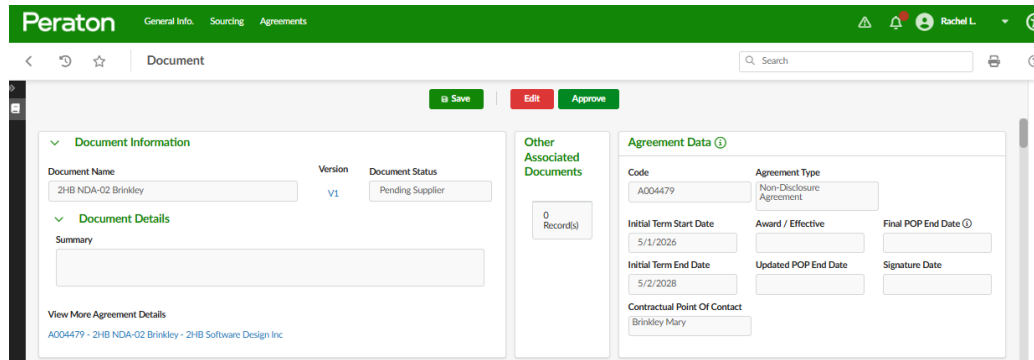 Peraton General Info. Sourcing Agreements Rachel L.
Document Search
Save Edit Approve
Document Information
Document Name Version Document Status
2HB NDA-02 Brinkley V1 Pending Supplier
Document Details
Summary
View More Agreement Details
A004479 - 2HB NDA-02 Brinkley - 2HB Software Design Inc
Other
Associated
Documents
0
Record(s)
Agreement Data
Code Agreement Type
A004479 Non-Disclosure
Agreement
Initial Term Start Date Award / Effective Final POP End Date
5/1/2026
Initial Term End Date Updated POP End Date Signature Date
5/2/2028
Contractual Point Of Contact
Brinkley Mary